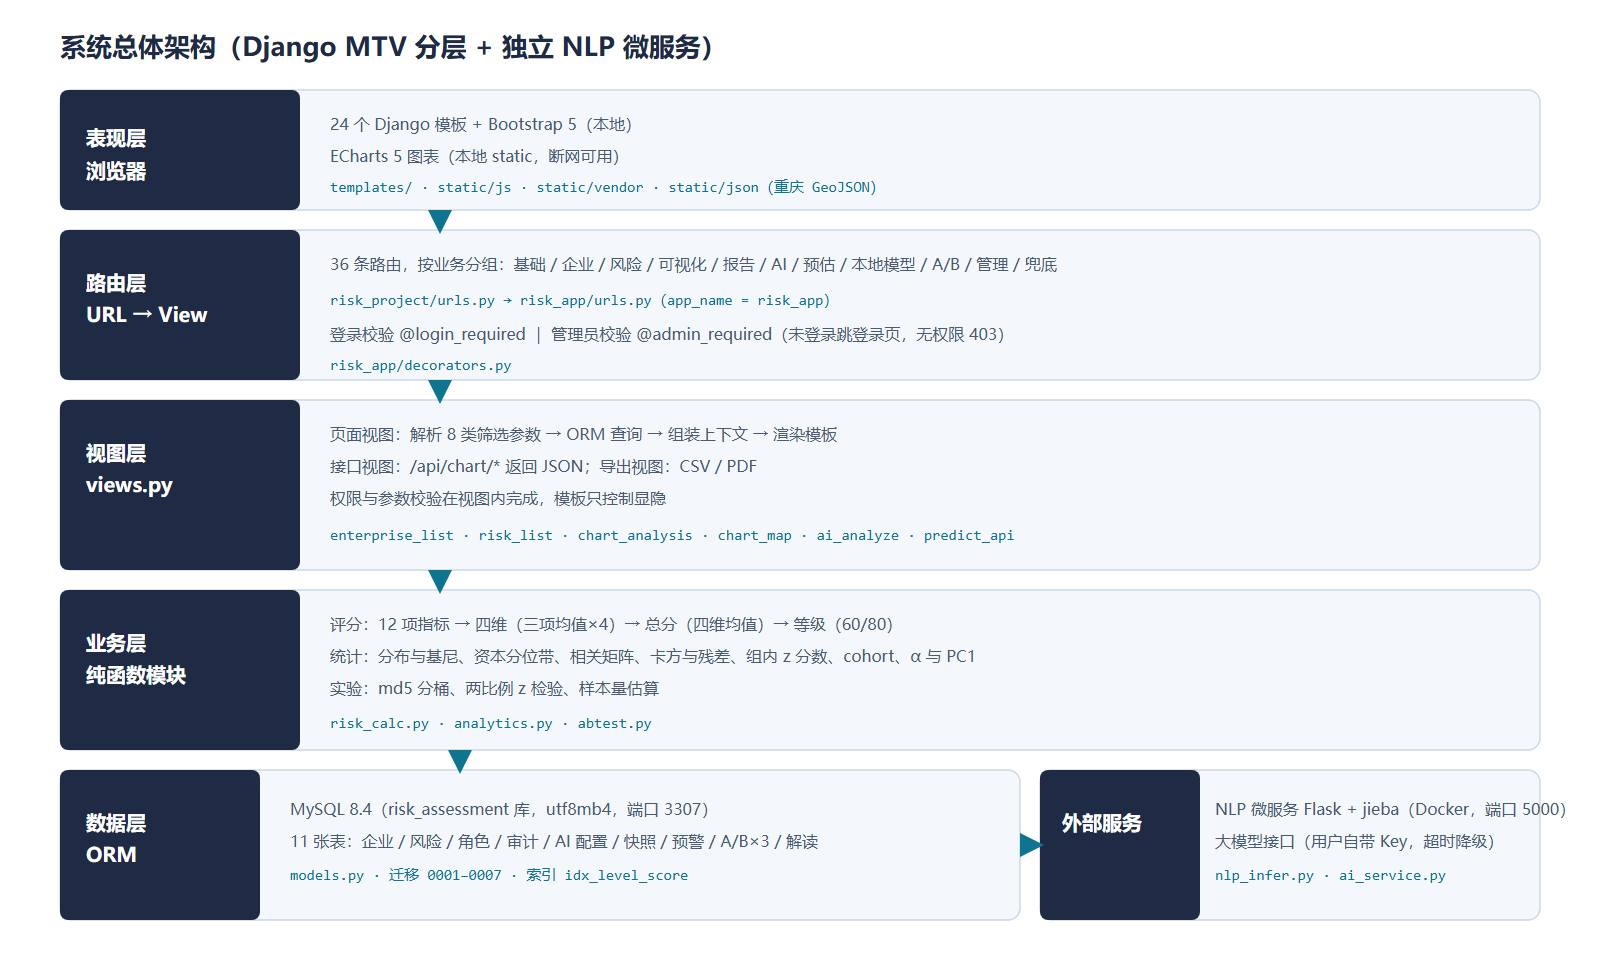 系统总体架构（Django MTV 分层 + 独立 NLP 微服务）
表现层
浏览器
24 个 Django 模板 + Bootstrap 5（本地）
ECharts 5 图表（本地 static，断网可用）
templates/ · static/js · static/vendor · static/json（重庆 GeoJSON）
路由层
URL → View
36 条路由，按业务分组：基础 / 企业 / 风险 / 可视化 / 报告 / AI / 预估 / 本地模型 / A/B / 管理 / 兜底
risk_project/urls.py → risk_app/urls.py（app_name = risk_app）
登录校验 @login_required ｜ 管理员校验 @admin_required（未登录跳登录页，无权限 403）
risk_app/decorators.py
视图层
views.py
页面视图：解析 8 类筛选参数 → ORM 查询 → 组装上下文 → 渲染模板
接口视图：/api/chart/* 返回 JSON；导出视图：CSV / PDF
权限与参数校验在视图内完成，模板只控制显隐
enterprise_list · risk_list · chart_analysis · chart_map · ai_analyze · predict_api
业务层
纯函数模块
评分：12 项指标 → 四维（三项均值×4）→ 总分（四维均值）→ 等级（60/80）
统计：分布与基尼、资本分位带、相关矩阵、卡方与残差、组内 z 分数、cohort、α 与 PC1
实验：md5 分桶、两比例 z 检验、样本量估算
risk_calc.py · analytics.py · abtest.py
数据层
ORM
MySQL 8.4（risk_assessment 库，utf8mb4，端口 3307）
11 张表：企业 / 风险 / 角色 / 审计 / AI 配置 / 快照 / 预警 / A/B×3 / 解读
models.py · 迁移 0001–0007 · 索引 idx_level_score
外部服务
NLP 微服务 Flask + jieba（Docker，端口 5000）
大模型接口（用户自带 Key，超时降级）
nlp_infer.py · ai_service.py